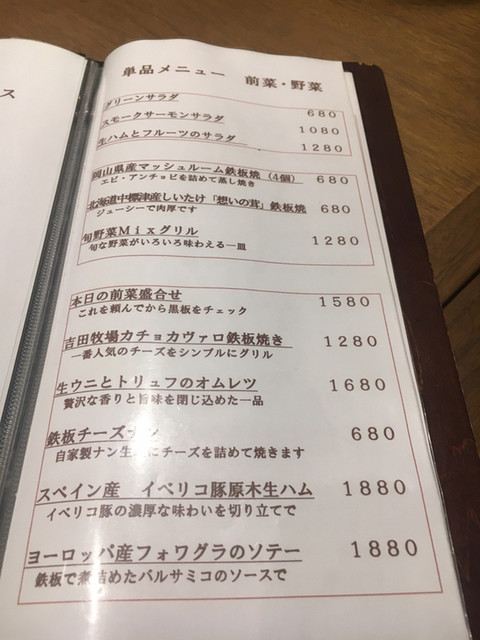 ス
単品メニュー 前菜・野菜
グリーンサラダ 680
スモークサーモンサラダ 1080
生ハムとフルーツのサラダ 1280
岡山県産マッシュルーム鉄板焼（4個） 680
エビ・アンチョビを詰めて蒸し焼き
北海道中標津産しいたけ「想いの茸」鉄板焼 680
ジューシーで肉厚です
旬野菜Mixグリル 1280
旬な野菜がいろいろ味わえる一皿
本日の前菜盛合せ 1580
これを頼んでから黒板をチェック
吉田牧場カチョカヴァロ鉄板焼き 1280
一番人気のチーズをシンプルにグリル
生ウニとトリュフのオムレツ 1680
贅沢な香りと旨味を閉じ込めた一品
鉄板チーズナン 680
自家製ナン生地にチーズを詰めて焼きます
スペイン産 イベリコ豚原木生ハム 1880
イベリコ豚の濃厚な味わいを切り立てで
ヨーロッパ産フォワグラのソテー 1880
鉄板で煮詰めたバルサミコのソースで